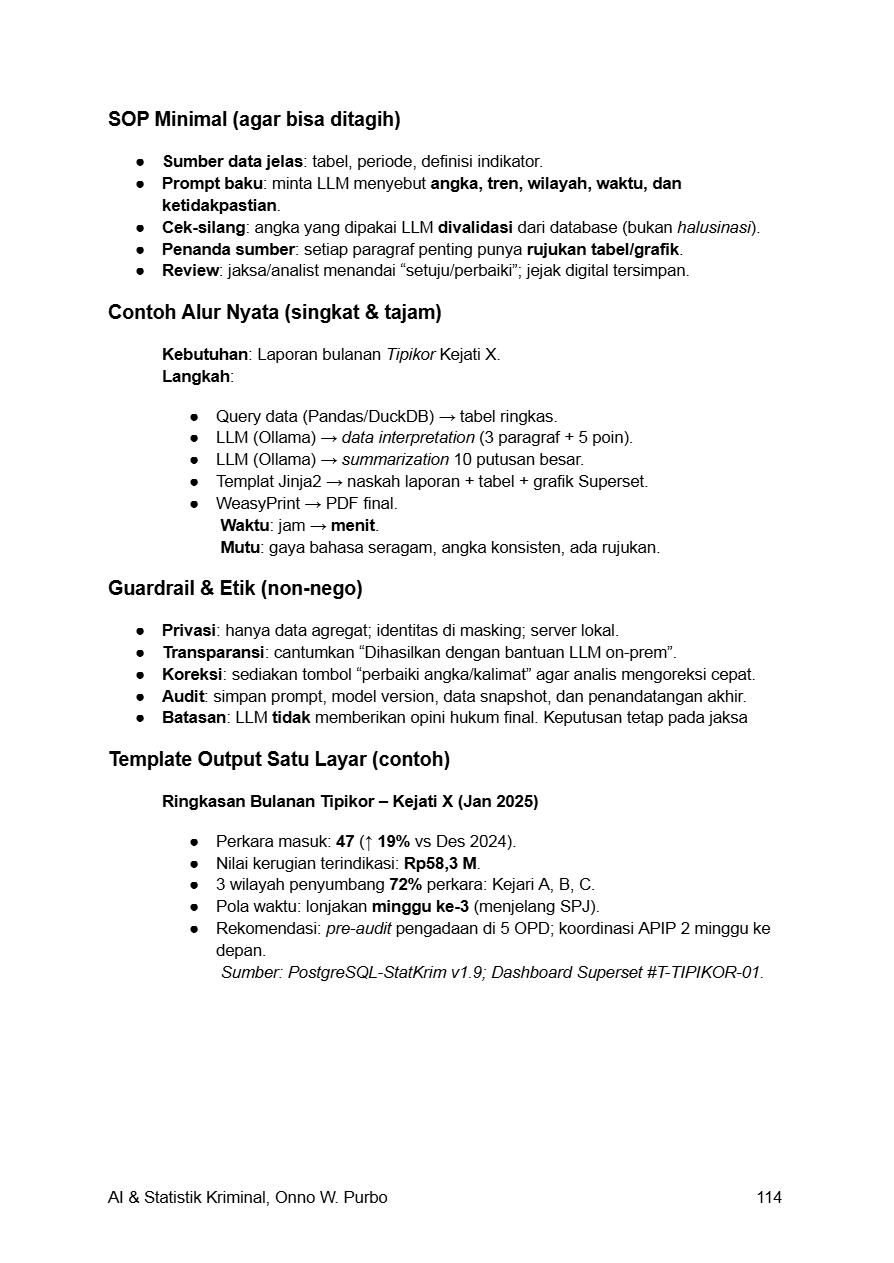 SOP Minimal (agar bisa ditagih)
● Sumber data jelas: tabel, periode, definisi indikator.
● Prompt baku: minta LLM menyebut angka, tren, wilayah, waktu, dan
ketidakpastian.
● Cek-silang: angka yang dipakai LLM divalidasi dari database (bukan halusinasi).
● Penanda sumber: setiap paragraf penting punya rujukan tabel/grafik.
● Review: jaksa/analist menandai “setuju/perbaiki”; jejak digital tersimpan.
Contoh Alur Nyata (singkat & tajam)
Kebutuhan: Laporan bulanan Tipikor Kejati X.
Langkah:
● Query data (Pandas/DuckDB) → tabel ringkas.
● LLM (Ollama) → data interpretation (3 paragraf + 5 poin).
● LLM (Ollama) → summarization 10 putusan besar.
● Templat Jinja2 → naskah laporan + tabel + grafik Superset.
● WeasyPrint → PDF final.
Waktu: jam → menit.
Mutu: gaya bahasa seragam, angka konsisten, ada rujukan.
Guardrail & Etik (non-nego)
● Privasi: hanya data agregat; identitas di masking; server lokal.
● Transparansi: cantumkan “Dihasilkan dengan bantuan LLM on-prem”.
● Koreksi: sediakan tombol “perbaiki angka/kalimat” agar analis mengoreksi cepat.
● Audit: simpan prompt, model version, data snapshot, dan penandatangan akhir.
● Batasan: LLM tidak memberikan opini hukum final. Keputusan tetap pada jaksa
Template Output Satu Layar (contoh)
Ringkasan Bulanan Tipikor – Kejati X (Jan 2025)
● Perkara masuk: 47 (↑ 19% vs Des 2024).
● Nilai kerugian terindikasi: Rp58,3 M.
● 3 wilayah penyumbang 72% perkara: Kejari A, B, C.
● Pola waktu: lonjakan minggu ke-3 (menjelang SPJ).
● Rekomendasi: pre-audit pengadaan di 5 OPD; koordinasi APIP 2 minggu ke
depan.
Sumber: PostgreSQL-StatKrim v1.9; Dashboard Superset #T-TIPIKOR-01.
AI & Statistik Kriminal, Onno W. Purbo 114